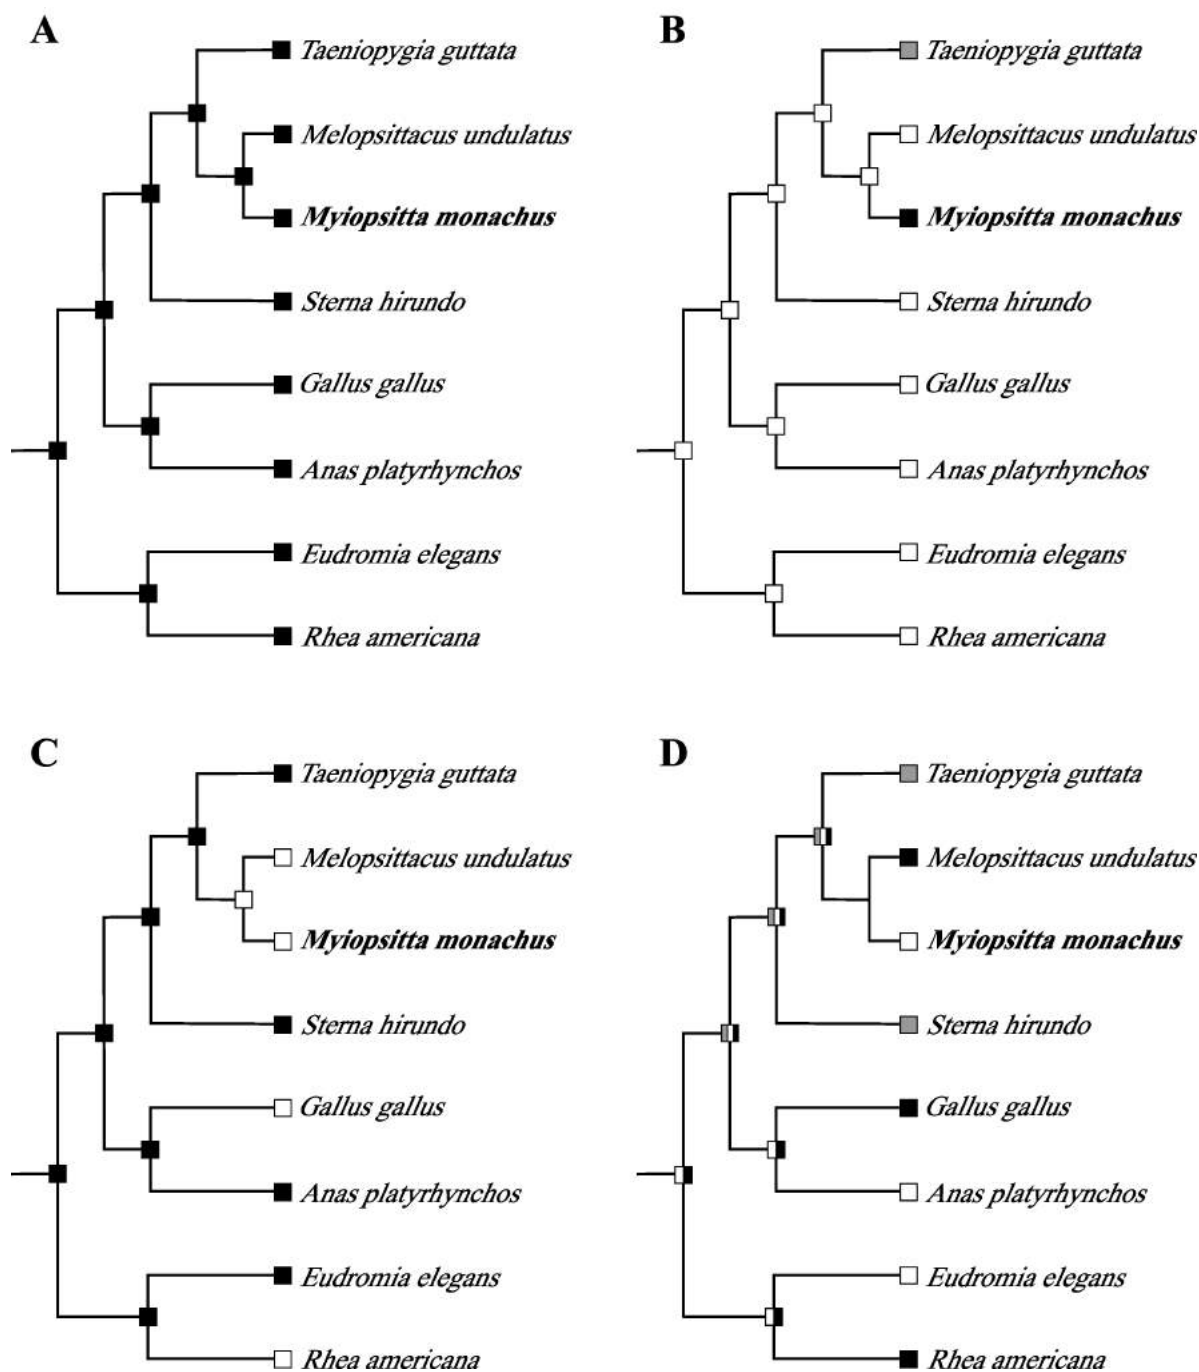 A
Taeniopygia guttata
Melopsittacus undulatus
Myiopsitta monachus
Sterna hirundo
Gallus gallus
Anas platyrhynchos
Eudromia elegans
Rhea americana
B
Taeniopygia guttata
Melopsittacus undulatus
Myiopsitta monachus
Sterna hirundo
Gallus gallus
Anas platyrhynchos
Eudromia elegans
Rhea americana
C
Taeniopygia guttata
Melopsittacus undulatus
Myiopsitta monachus
Sterna hirundo
Gallus gallus
Anas platyrhynchos
Eudromia elegans
Rhea americana
D
Taeniopygia guttata
Melopsittacus undulatus
Myiopsitta monachus
Sterna hirundo
Gallus gallus
Anas platyrhynchos
Eudromia elegans
Rhea americana